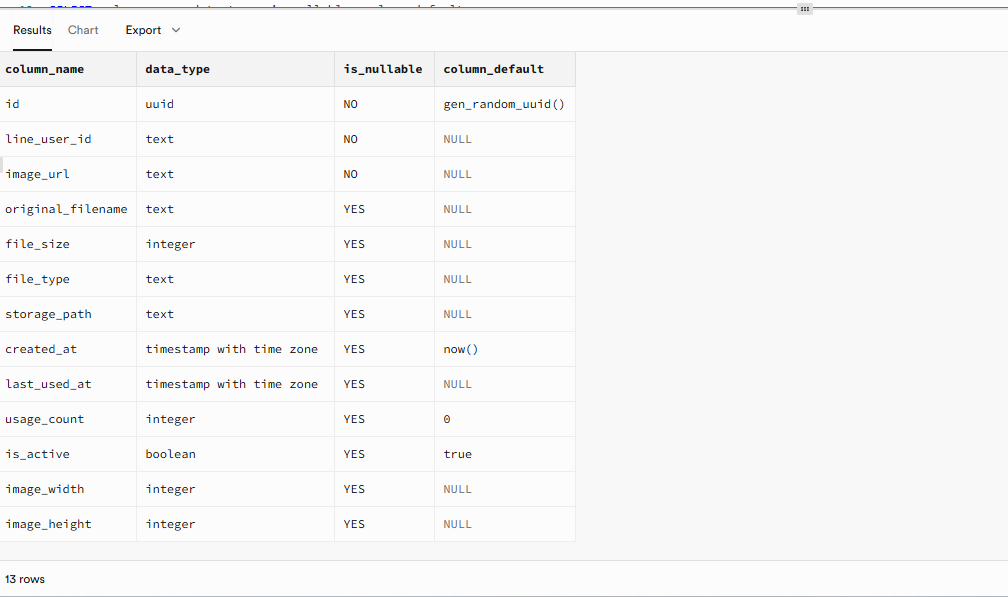 Results Chart Export
column_name data_type is_nullable column_default
id uuid NO gen_random_uuid()
line_user_id text NO NULL
image_url text NO NULL
original_filename text YES NULL
file_size integer YES NULL
file_type text YES NULL
storage_path text YES NULL
created_at timestamp with time zone YES now()
last_used_at timestamp with time zone YES NULL
usage_count integer YES 0
is_active boolean YES true
image_width integer YES NULL
image_height integer YES NULL
13 rows